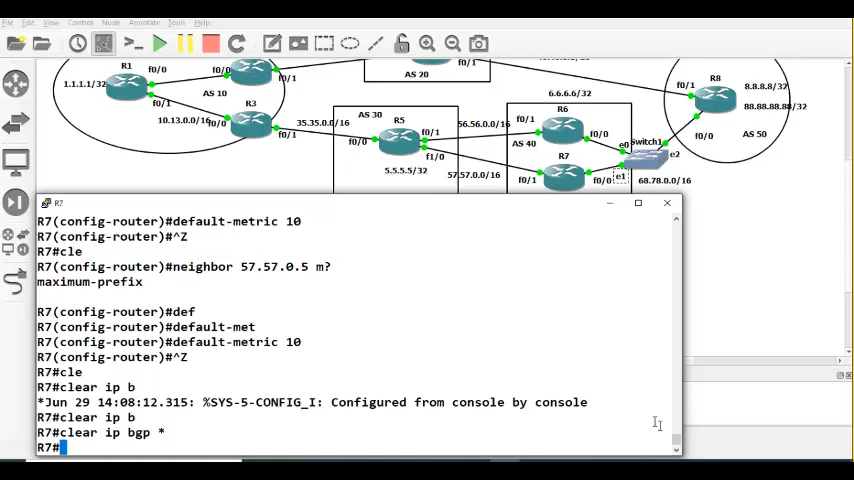 File Edit View Control Node Annotate Tools Help
R1
f0/0
f0/0
f0/1
f0/1
R8
8.8.8.8/32
1.1.1.1/32
f0/1
AS 10
AS 20
f0/1
6.6.6.6/32
88.88.88.88/32
10.13.0.0/16
f0/0
R3
AS 30
R5
R6
f0/1
35.35.0.0/16
f0/1
56.56.0.0/16
f0/1
f0/0
f0/0
AS 50
f0/0
f1/0
AS 40
Switch1
e0
e2
R7
5.5.5.5/32
57.57.0.0/16
f0/1
f0/0
e1
68.78.0.0/16
R7
R7(config-router)#default-metric 10
R7(config-router)#^Z
R7#cle
R7(config-router)#neighbor 57.57.0.5 m?
maximum-prefix
R7(config-router)#def
R7(config-router)#default-met
R7(config-router)#default-metric 10
R7(config-router)#^Z
R7#cle
R7#clear ip b
*Jun 29 14:08:12.315: %SYS-5-CONFIG_I: Configured from console by console
R7#clear ip b
R7#clear ip bgp *
R7#